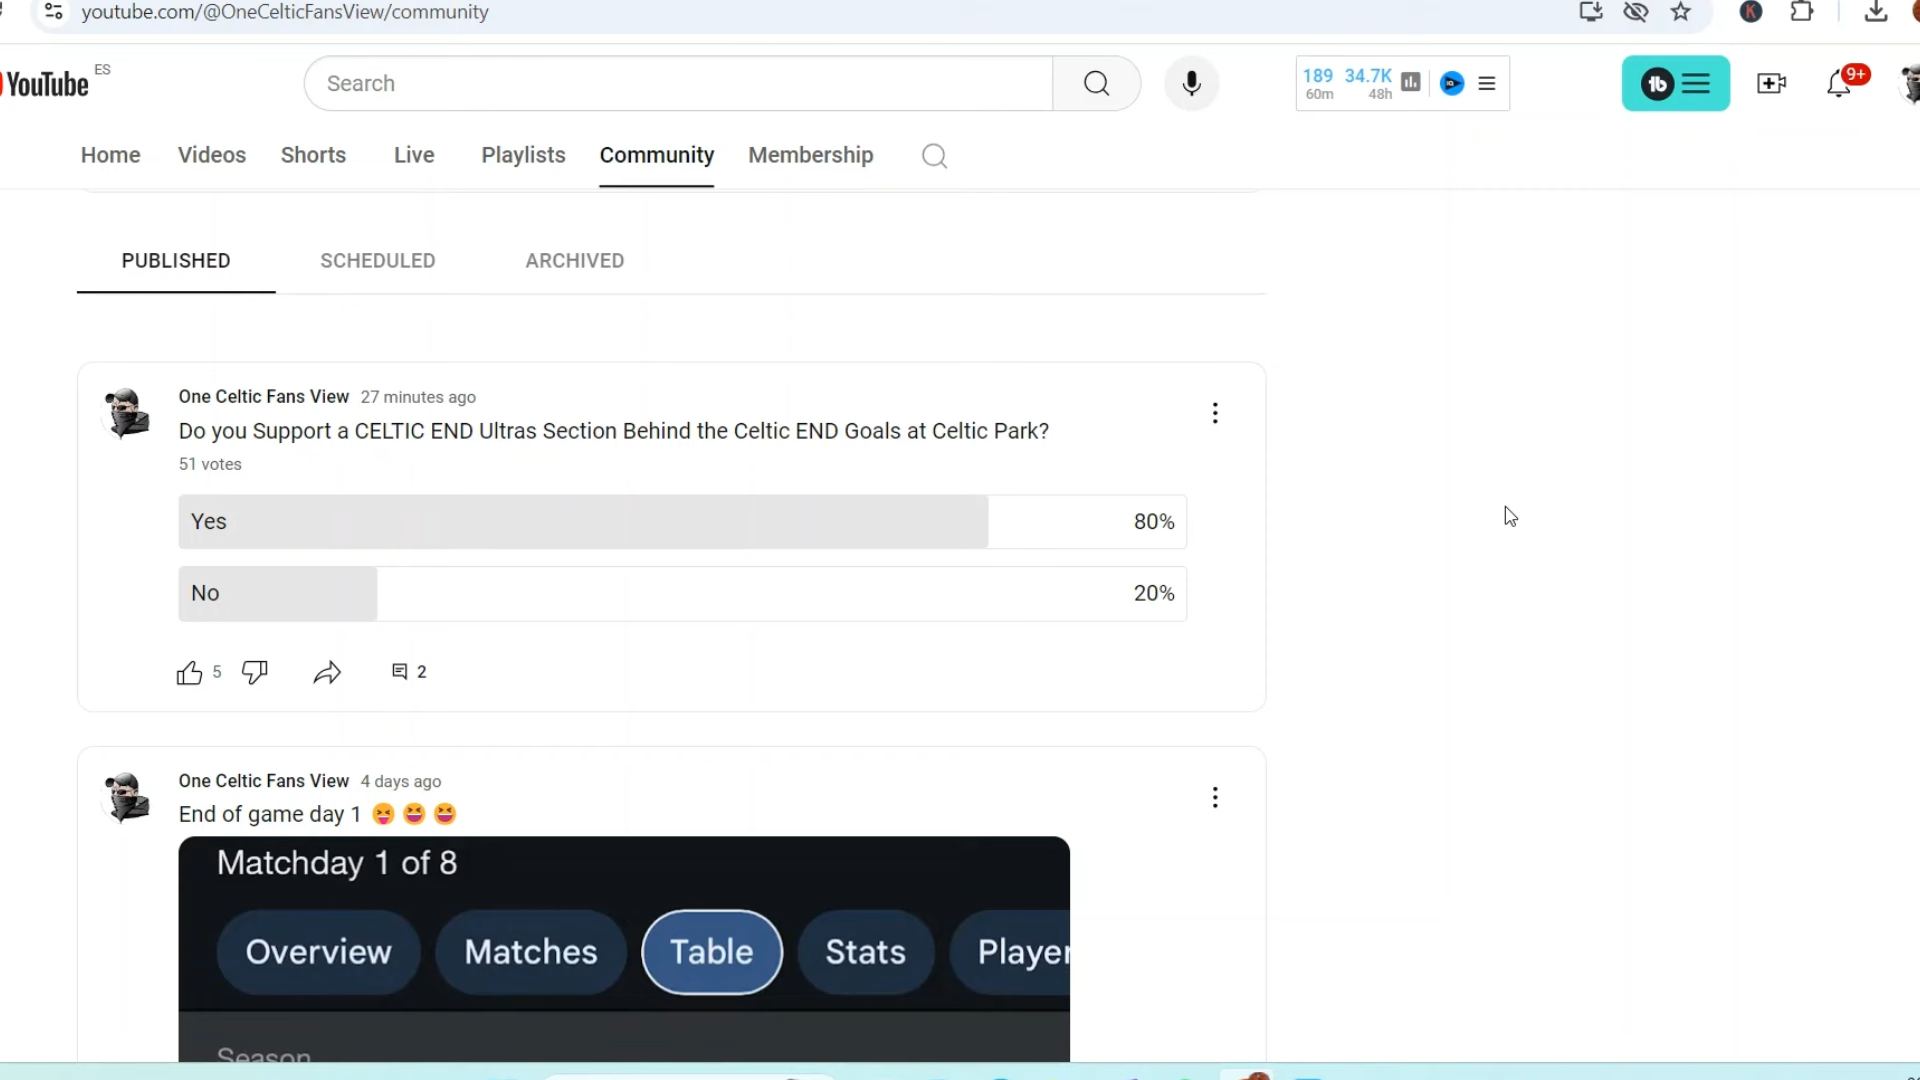 youtube.com/@OneCelticFansView/community
YouTube ES
Search
189 34.7K
60m 48h
9+
Home Videos Shorts Live Playlists Community Membership
PUBLISHED SCHEDULED ARCHIVED
One Celtic Fans View 27 minutes ago
Do you Support a CELTIC END Ultras Section Behind the Celtic END Goals at Celtic Park?
51 votes
Yes 80%
No 20%
5 2
One Celtic Fans View 4 days ago
End of game day 1 😝 😆 😆
Matchday 1 of 8
Overview Matches Table Stats Player
Season